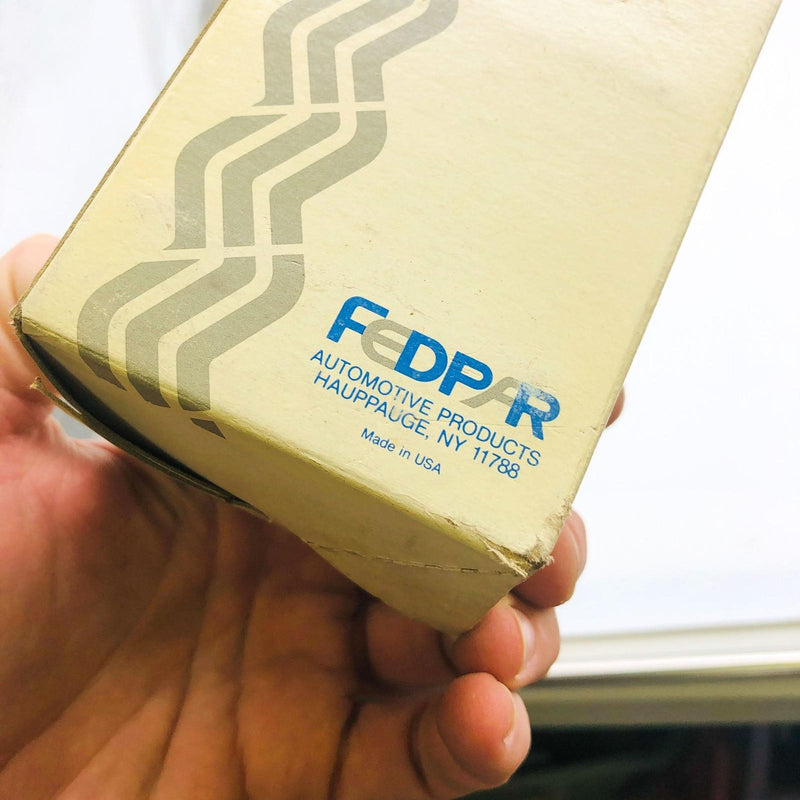 FEDPAR
AUTOMOTIVE PRODUCTS
HAUPPAUGE, NY 11788
Made in USA